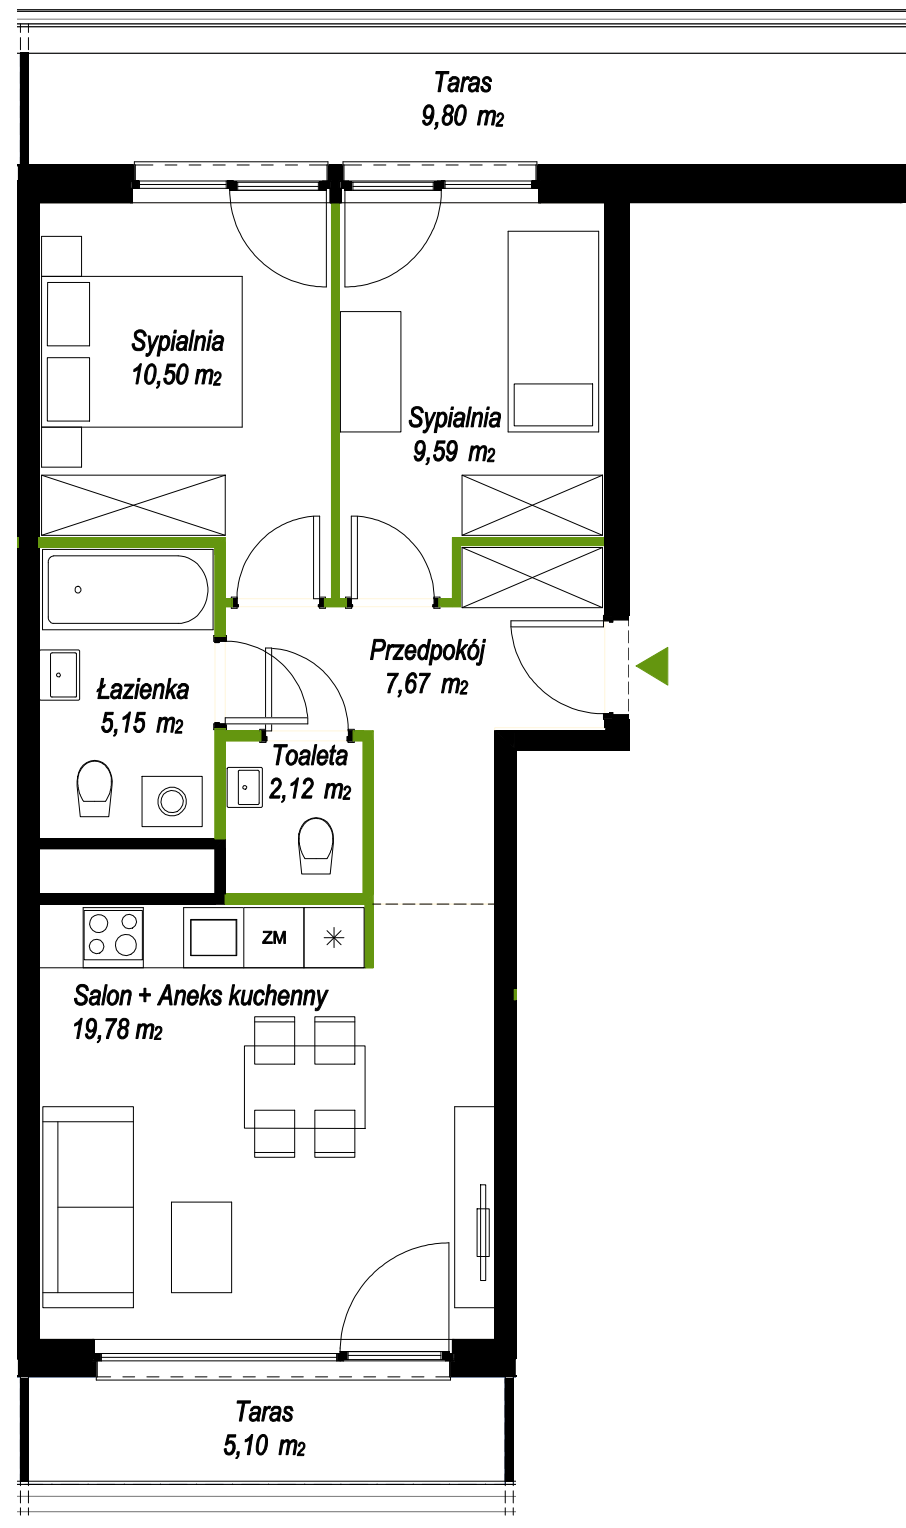 Taras
9,80 m2
Sypialnia
10,50 m2
Sypialnia
9,59 m2
Przedpokój
7,67 m2
Łazienka
5,15 m2
Toaleta
2,12 m2
ZM
Salon + Aneks kuchenny
19,78 m2
Taras
5,10 m2